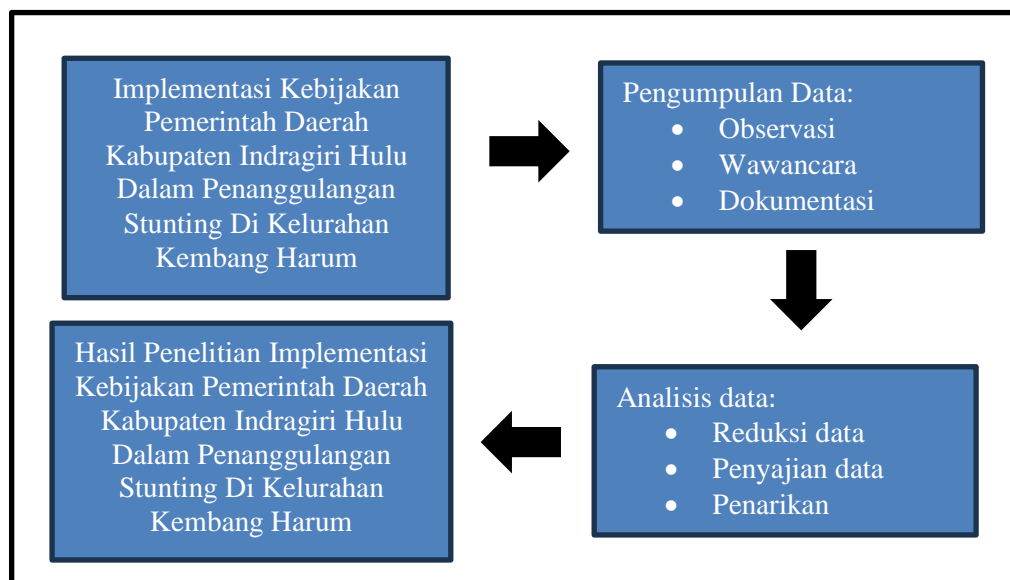 Implementasi Kebijakan
Pemerintah Daerah
Kabupaten Indragiri Hulu
Dalam Penanggulangan
Stunting Di Kelurahan
Kembang Harum
Pengumpulan Data:
• Observasi
• Wawancara
• Dokumentasi
Analisis data:
• Reduksi data
• Penyajian data
• Penarikan
Hasil Penelitian Implementasi
Kebijakan Pemerintah Daerah
Kabupaten Indragiri Hulu
Dalam Penanggulangan
Stunting Di Kelurahan
Kembang Harum